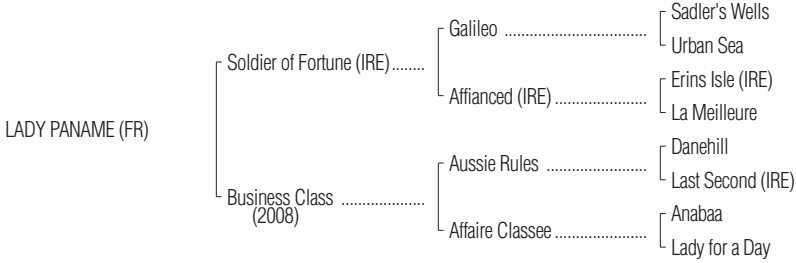 LADY PANAME (FR)
Soldier of Fortune (IRE)........
Business Class ....................
(2008)
Galileo ..................................
Affianced (IRE) ......................
Aussie Rules ........................
Affaire Classee ......................
Sadler's Wells
Urban Sea
Erins Isle (IRE)
La Meilleure
Danehill
Last Second (IRE)
Anabaa
Lady for a Day